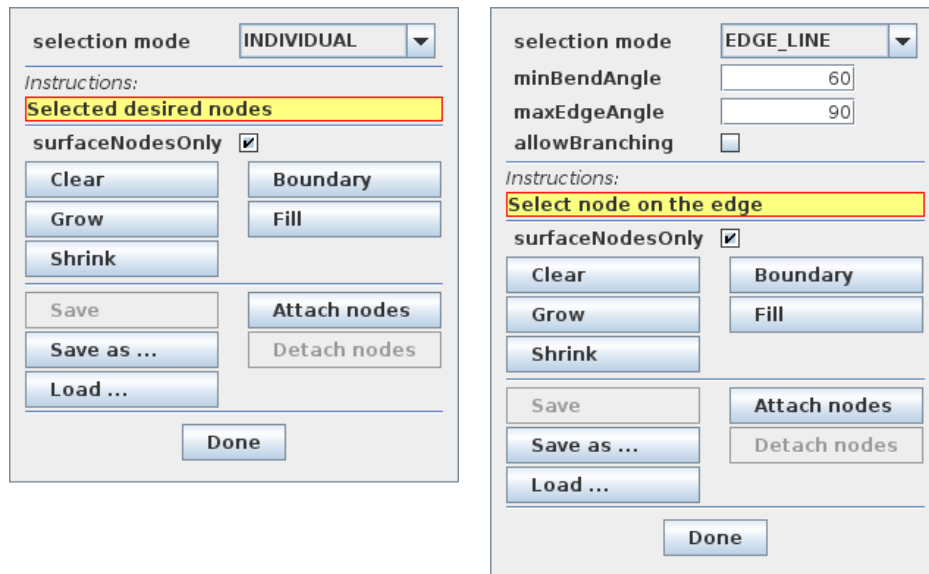 selection mode INDIVIDUAL
Instructions:
Selected desired nodes
surfaceNodesOnly
Clear Boundary
Grow Fill
Shrink
Save Attach nodes
Save as ... Detach nodes
Load ...
Done
selection mode EDGE_LINE
minBendAngle 60
maxEdgeAngle 90
allowBranching
Instructions:
Select node on the edge
surfaceNodesOnly
Clear Boundary
Grow Fill
Shrink
Save Attach nodes
Save as ... Detach nodes
Load ...
Done